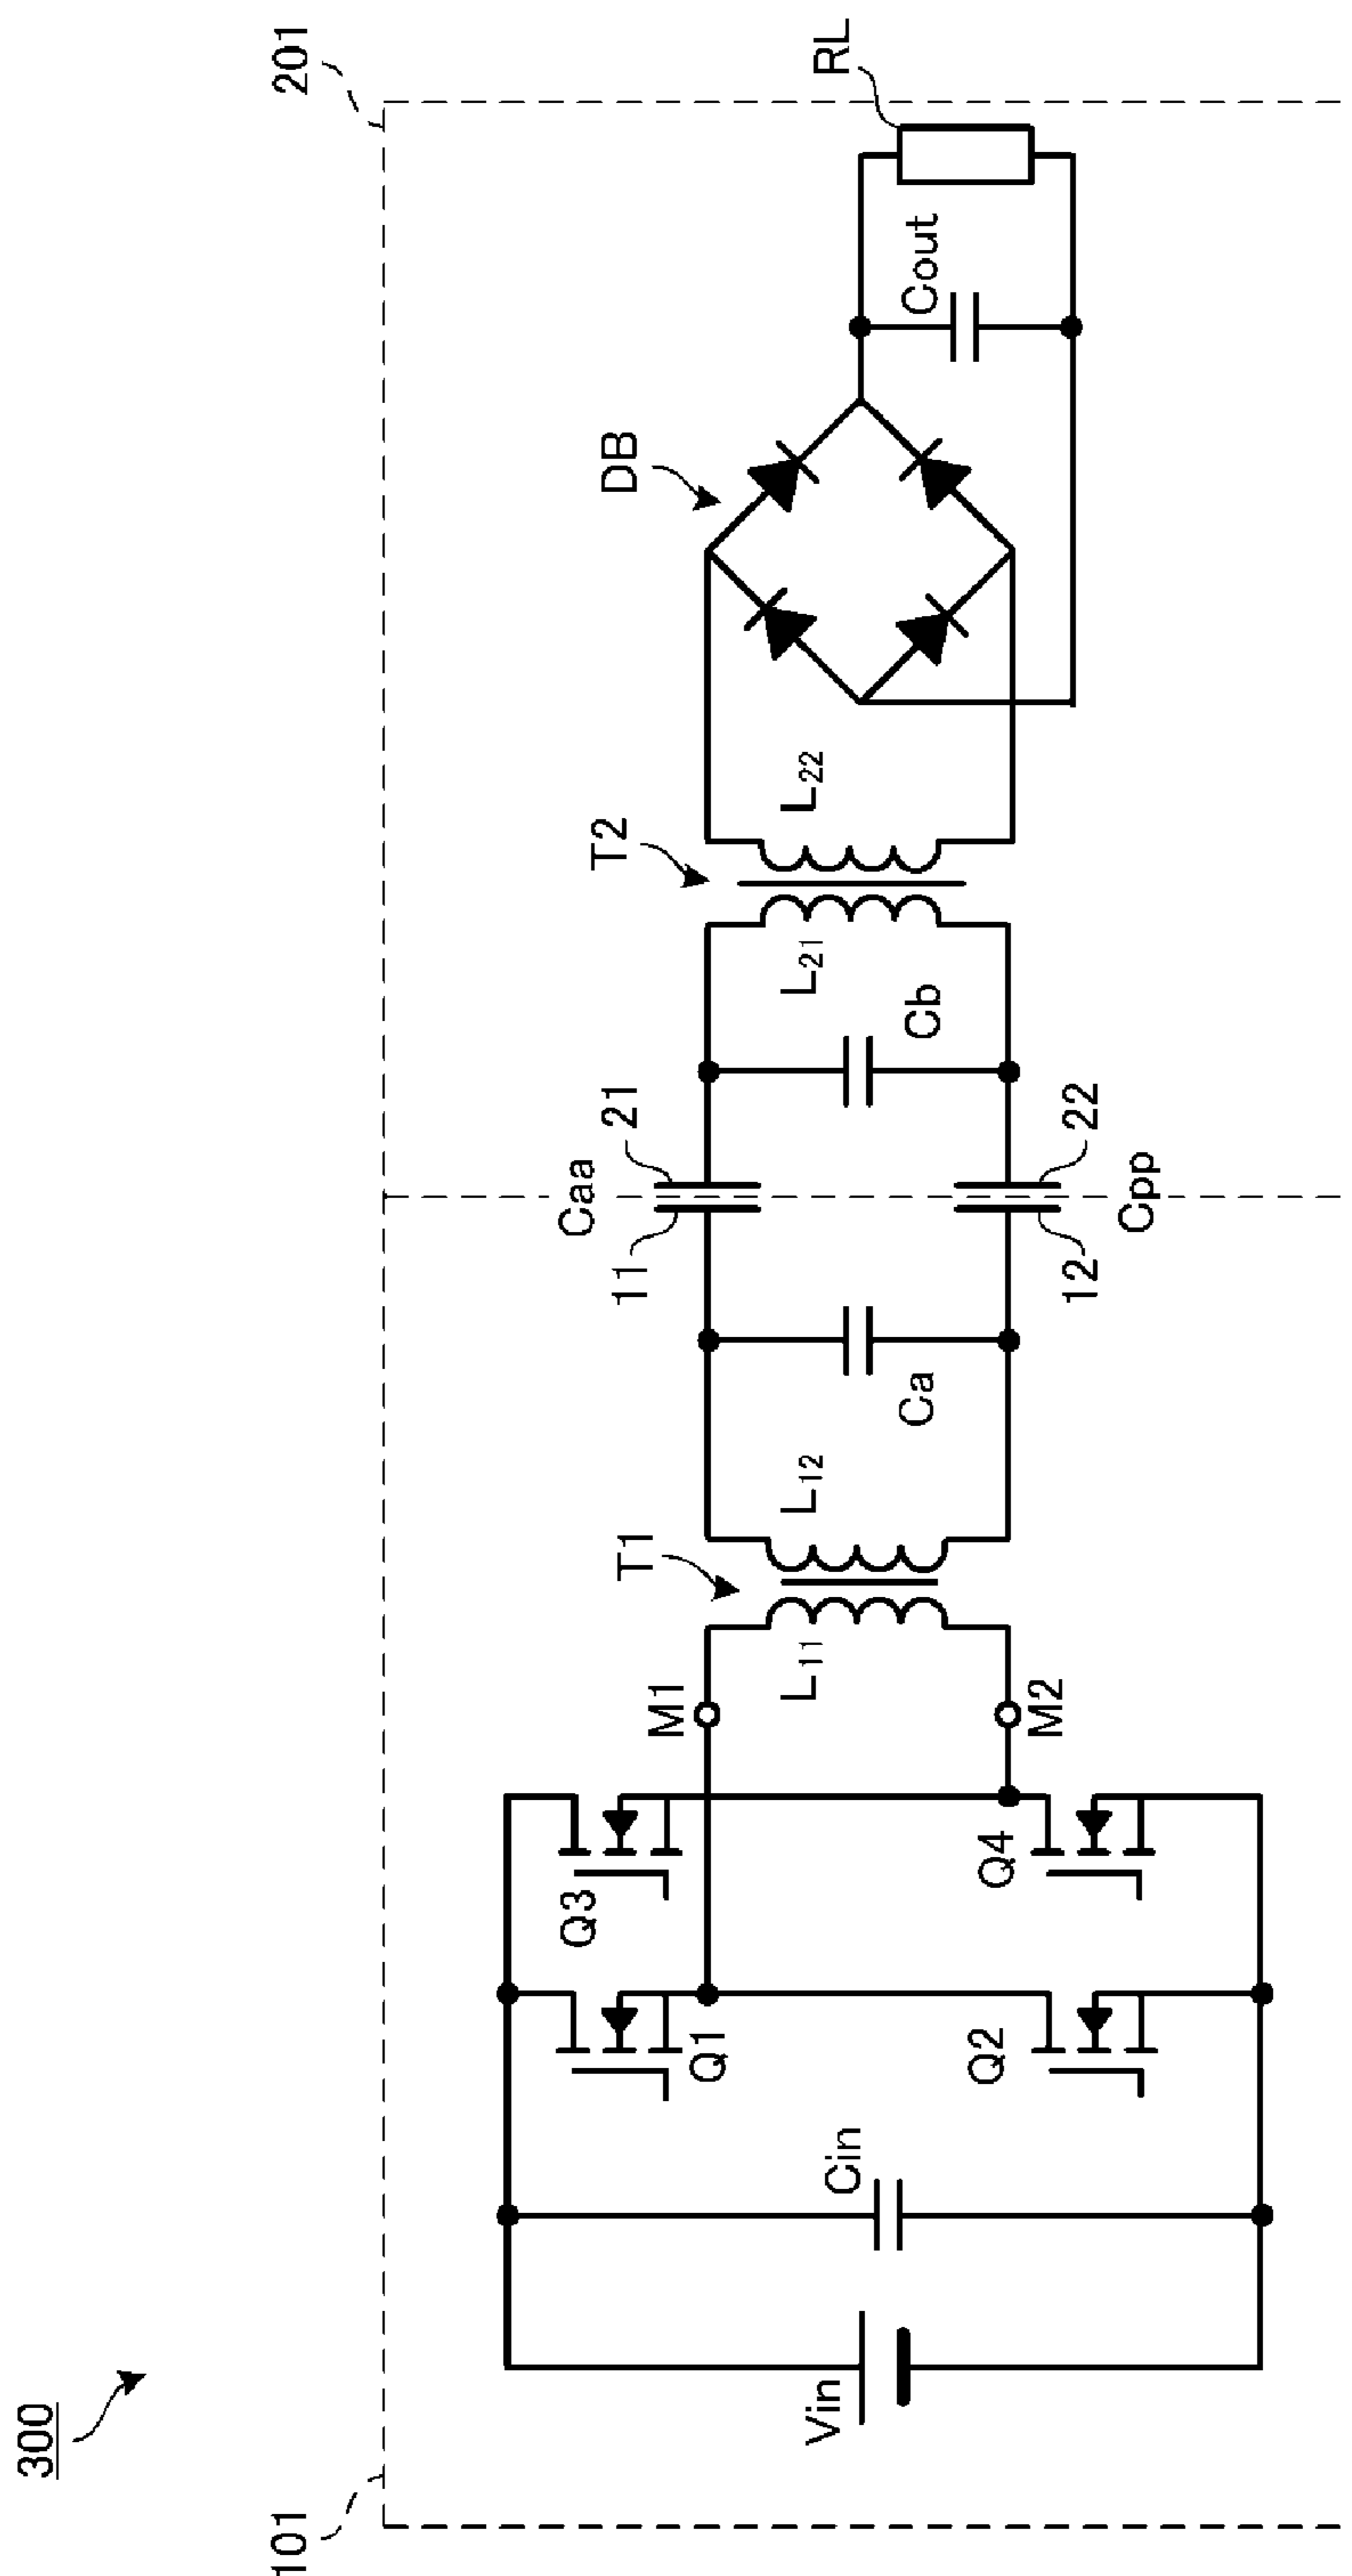 300
101
201
Vin
Cin
Q1
Q2
Q3
Q4
M1
M2
T1
L11
L12
Ca
Caa
11
21
12
22
Cpp
Cb
T2
L21
L22
DB
Cout
RL